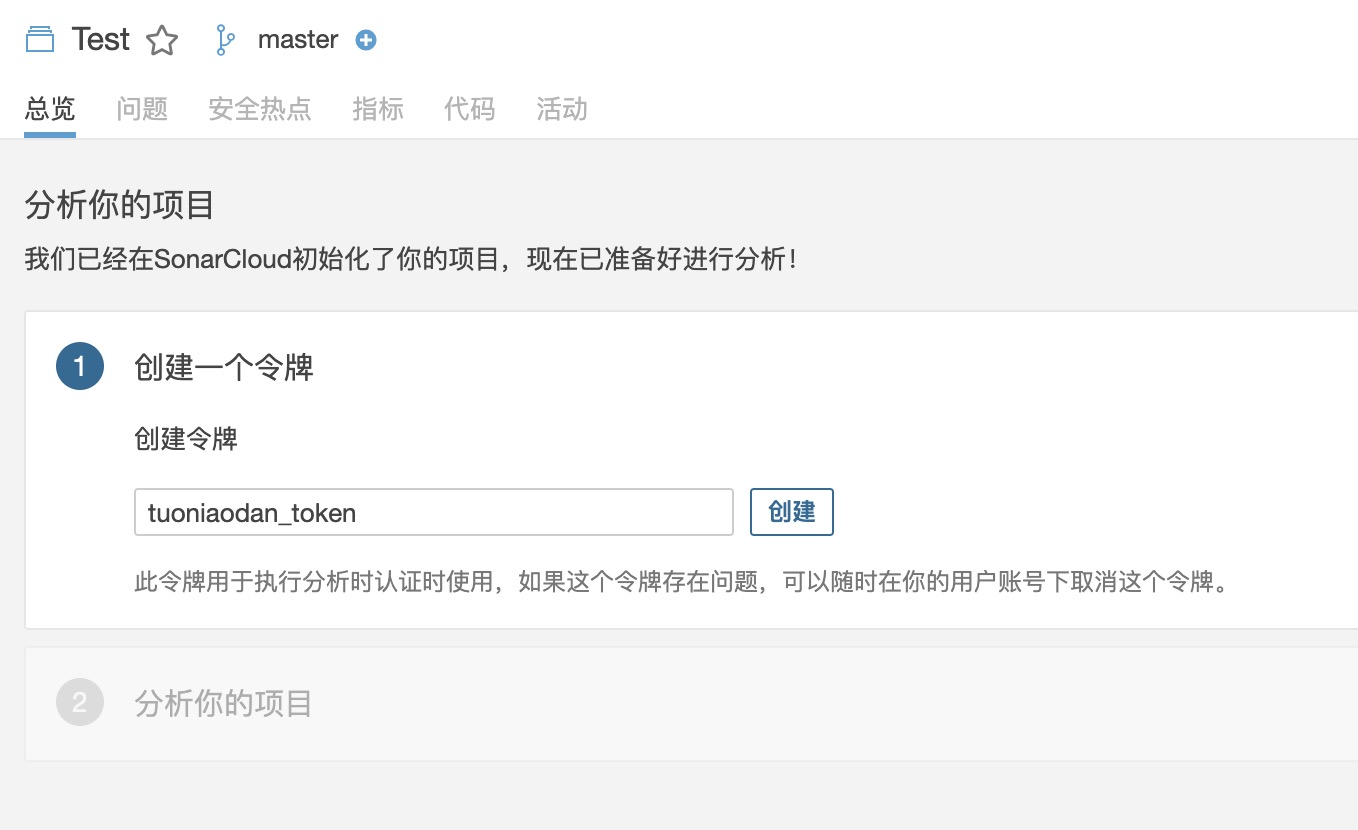 Test master
总览 问题 安全热点 指标 代码 活动
分析你的项目
我们已经在SonarCloud初始化了你的项目，现在已准备好进行分析！
1 创建一个令牌
创建令牌
tuoniaodan_token 创建
此令牌用于执行分析时认证时使用，如果这个令牌存在问题，可以随时在你的用户账号下取消这个令牌。
2 分析你的项目